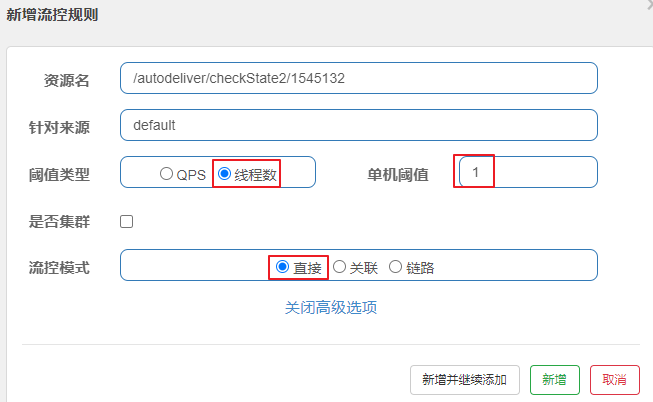 新增流控规则
资源名 /autodeliver/checkState2/1545132
针对来源 default
阈值类型 QPS 线程数 单机阈值 1
是否集群
流控模式 直接 关联 链路
关闭高级选项
新增并继续添加 新增 取消